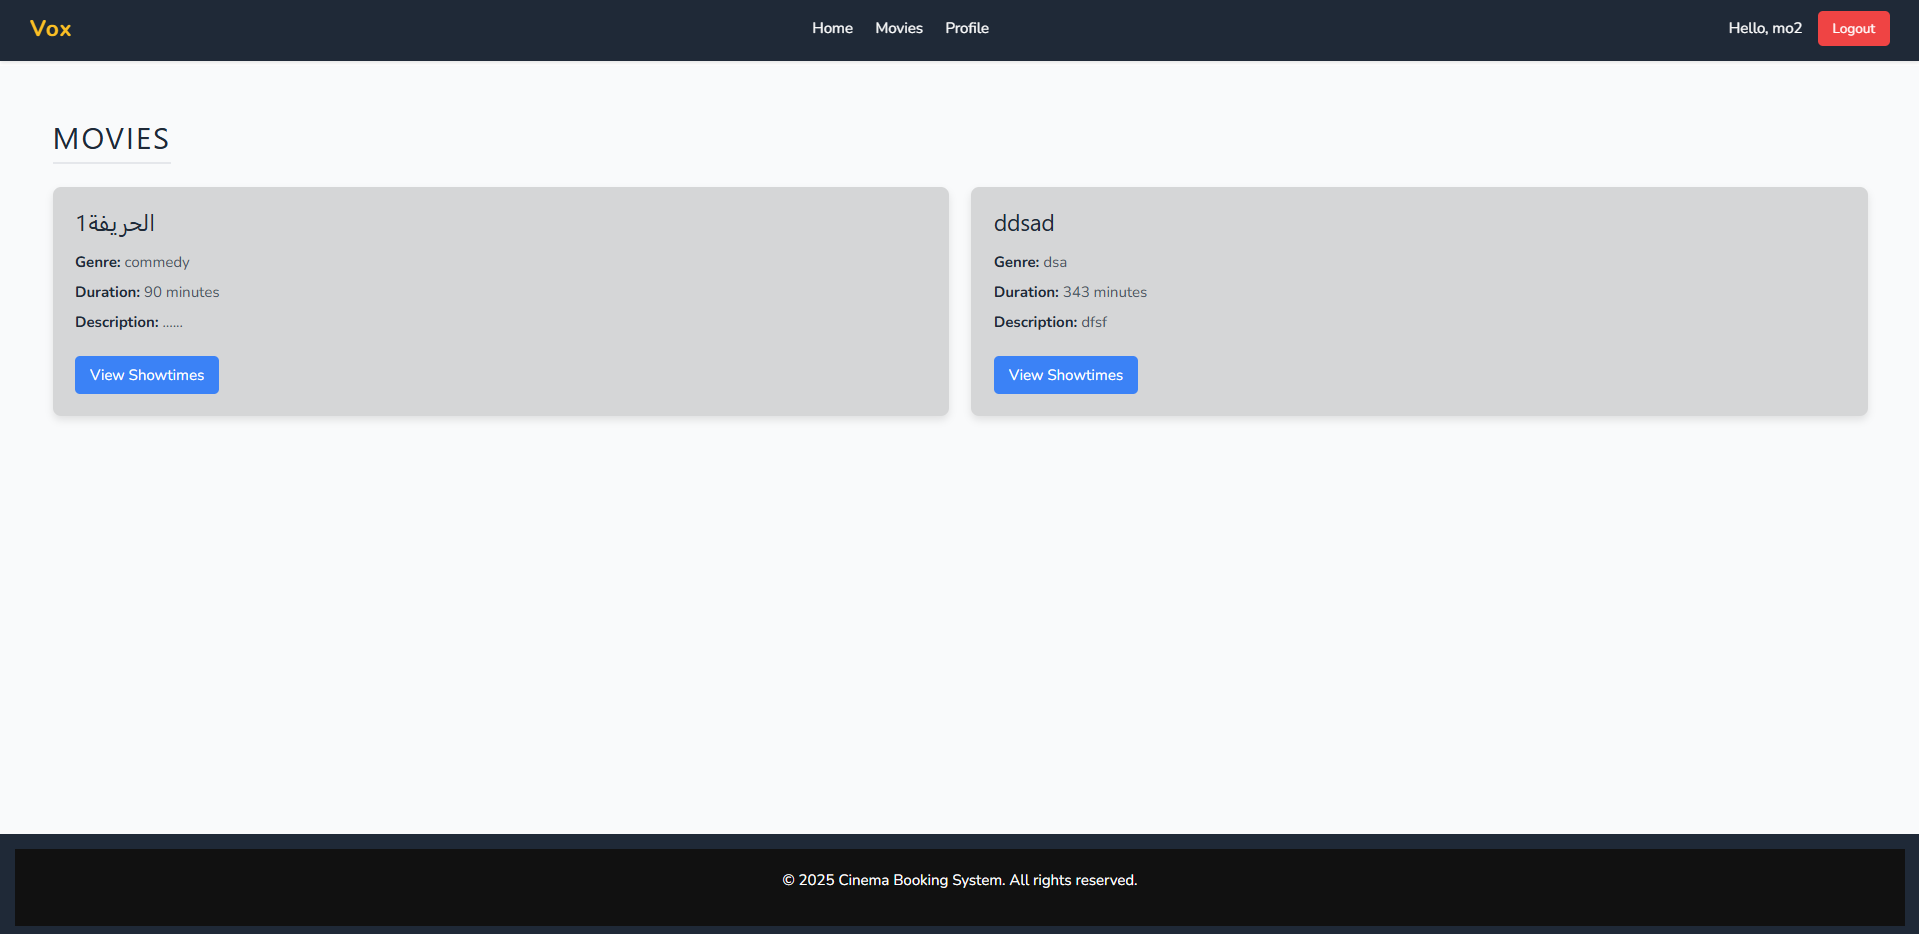 Vox
Home Movies Profile
Hello, mo2 Logout
MOVIES
الحريفة1
Genre: commedy
Duration: 90 minutes
Description: ......
View Showtimes
ddsad
Genre: dsa
Duration: 343 minutes
Description: dfsf
View Showtimes
© 2025 Cinema Booking System. All rights reserved.